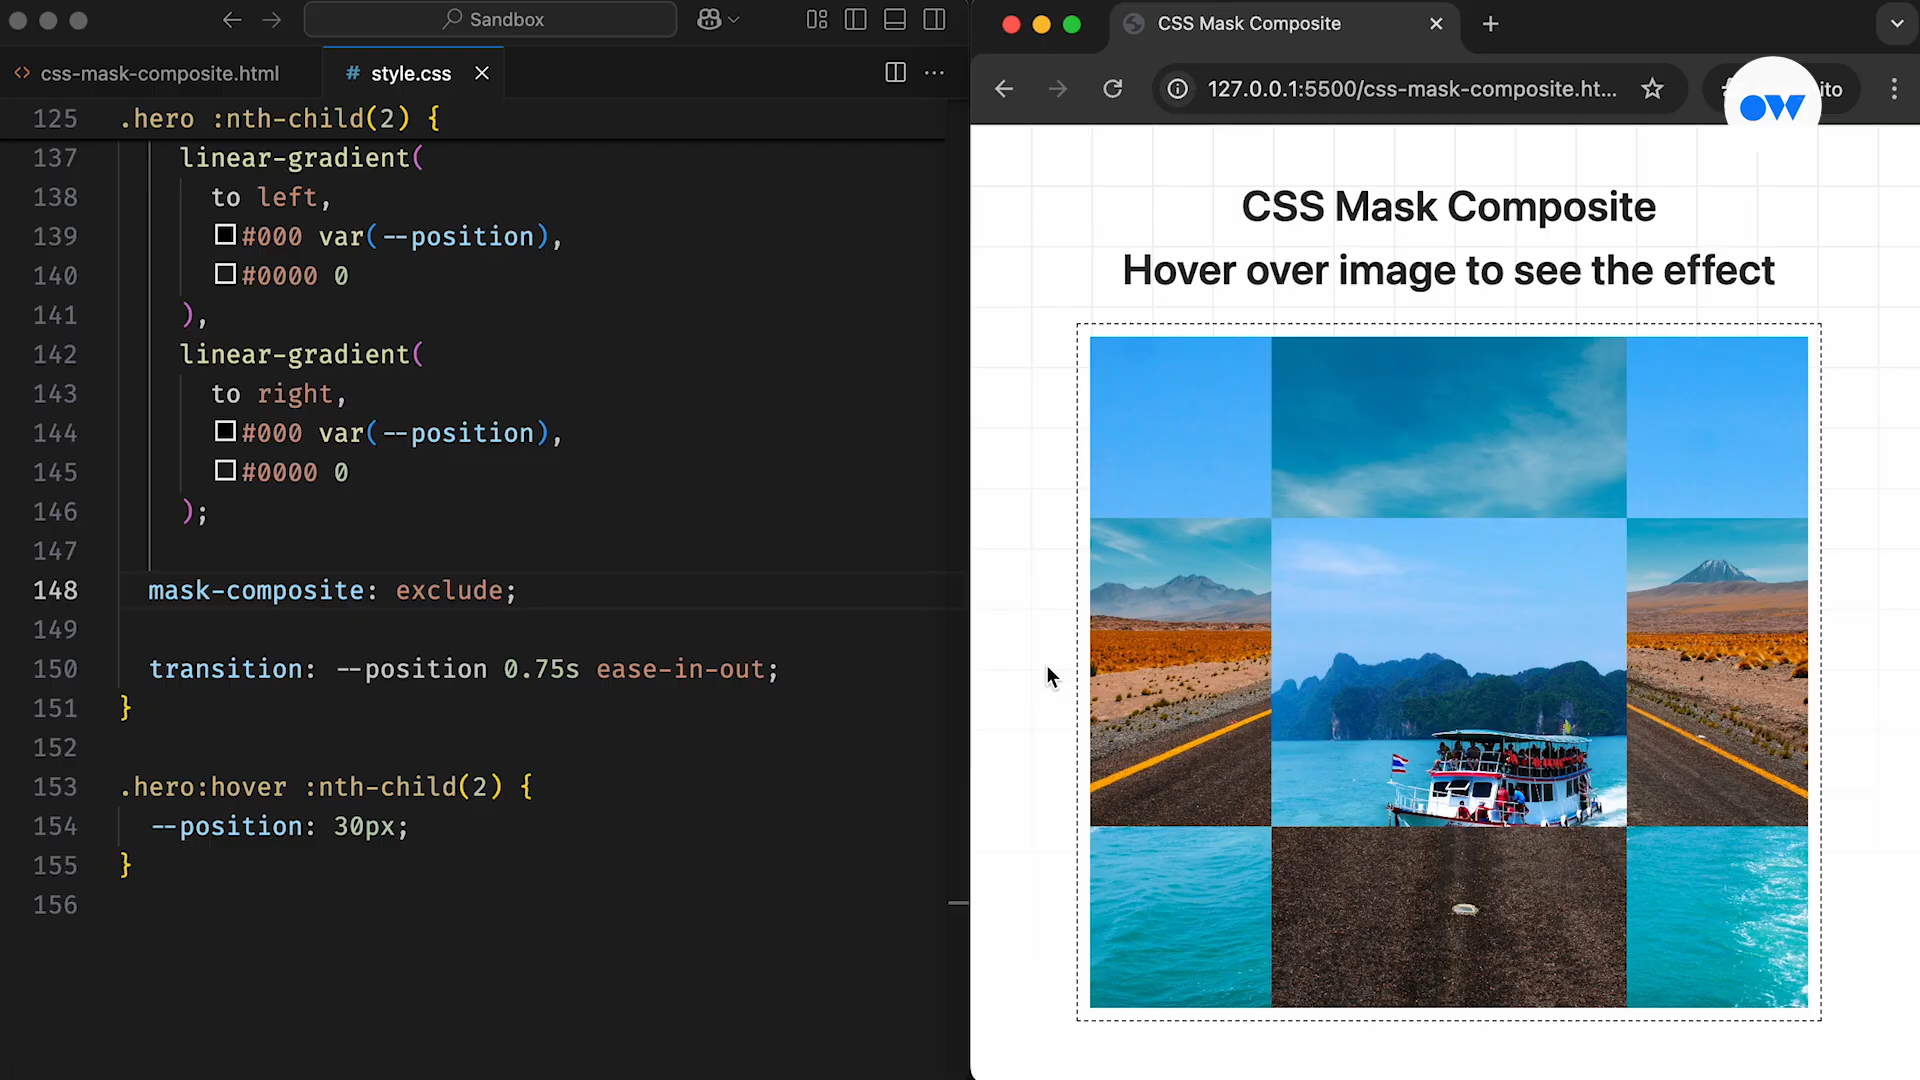 Sandbox
css-mask-composite.html
# style.css
125 .hero :nth-child(2) {
137 linear-gradient(
138 to left,
139 #000 var(--position),
140 #0000 0
141 ),
142 linear-gradient(
143 to right,
144 #000 var(--position),
145 #0000 0
146 );
147
148 mask-composite: exclude;
149
150 transition: --position 0.75s ease-in-out;
151 }
152
153 .hero:hover :nth-child(2) {
154 --position: 30px;
155 }
156
CSS Mask Composite
127.0.0.1:5500/css-mask-composite.ht...
ito
OW
CSS Mask Composite
Hover over image to see the effect